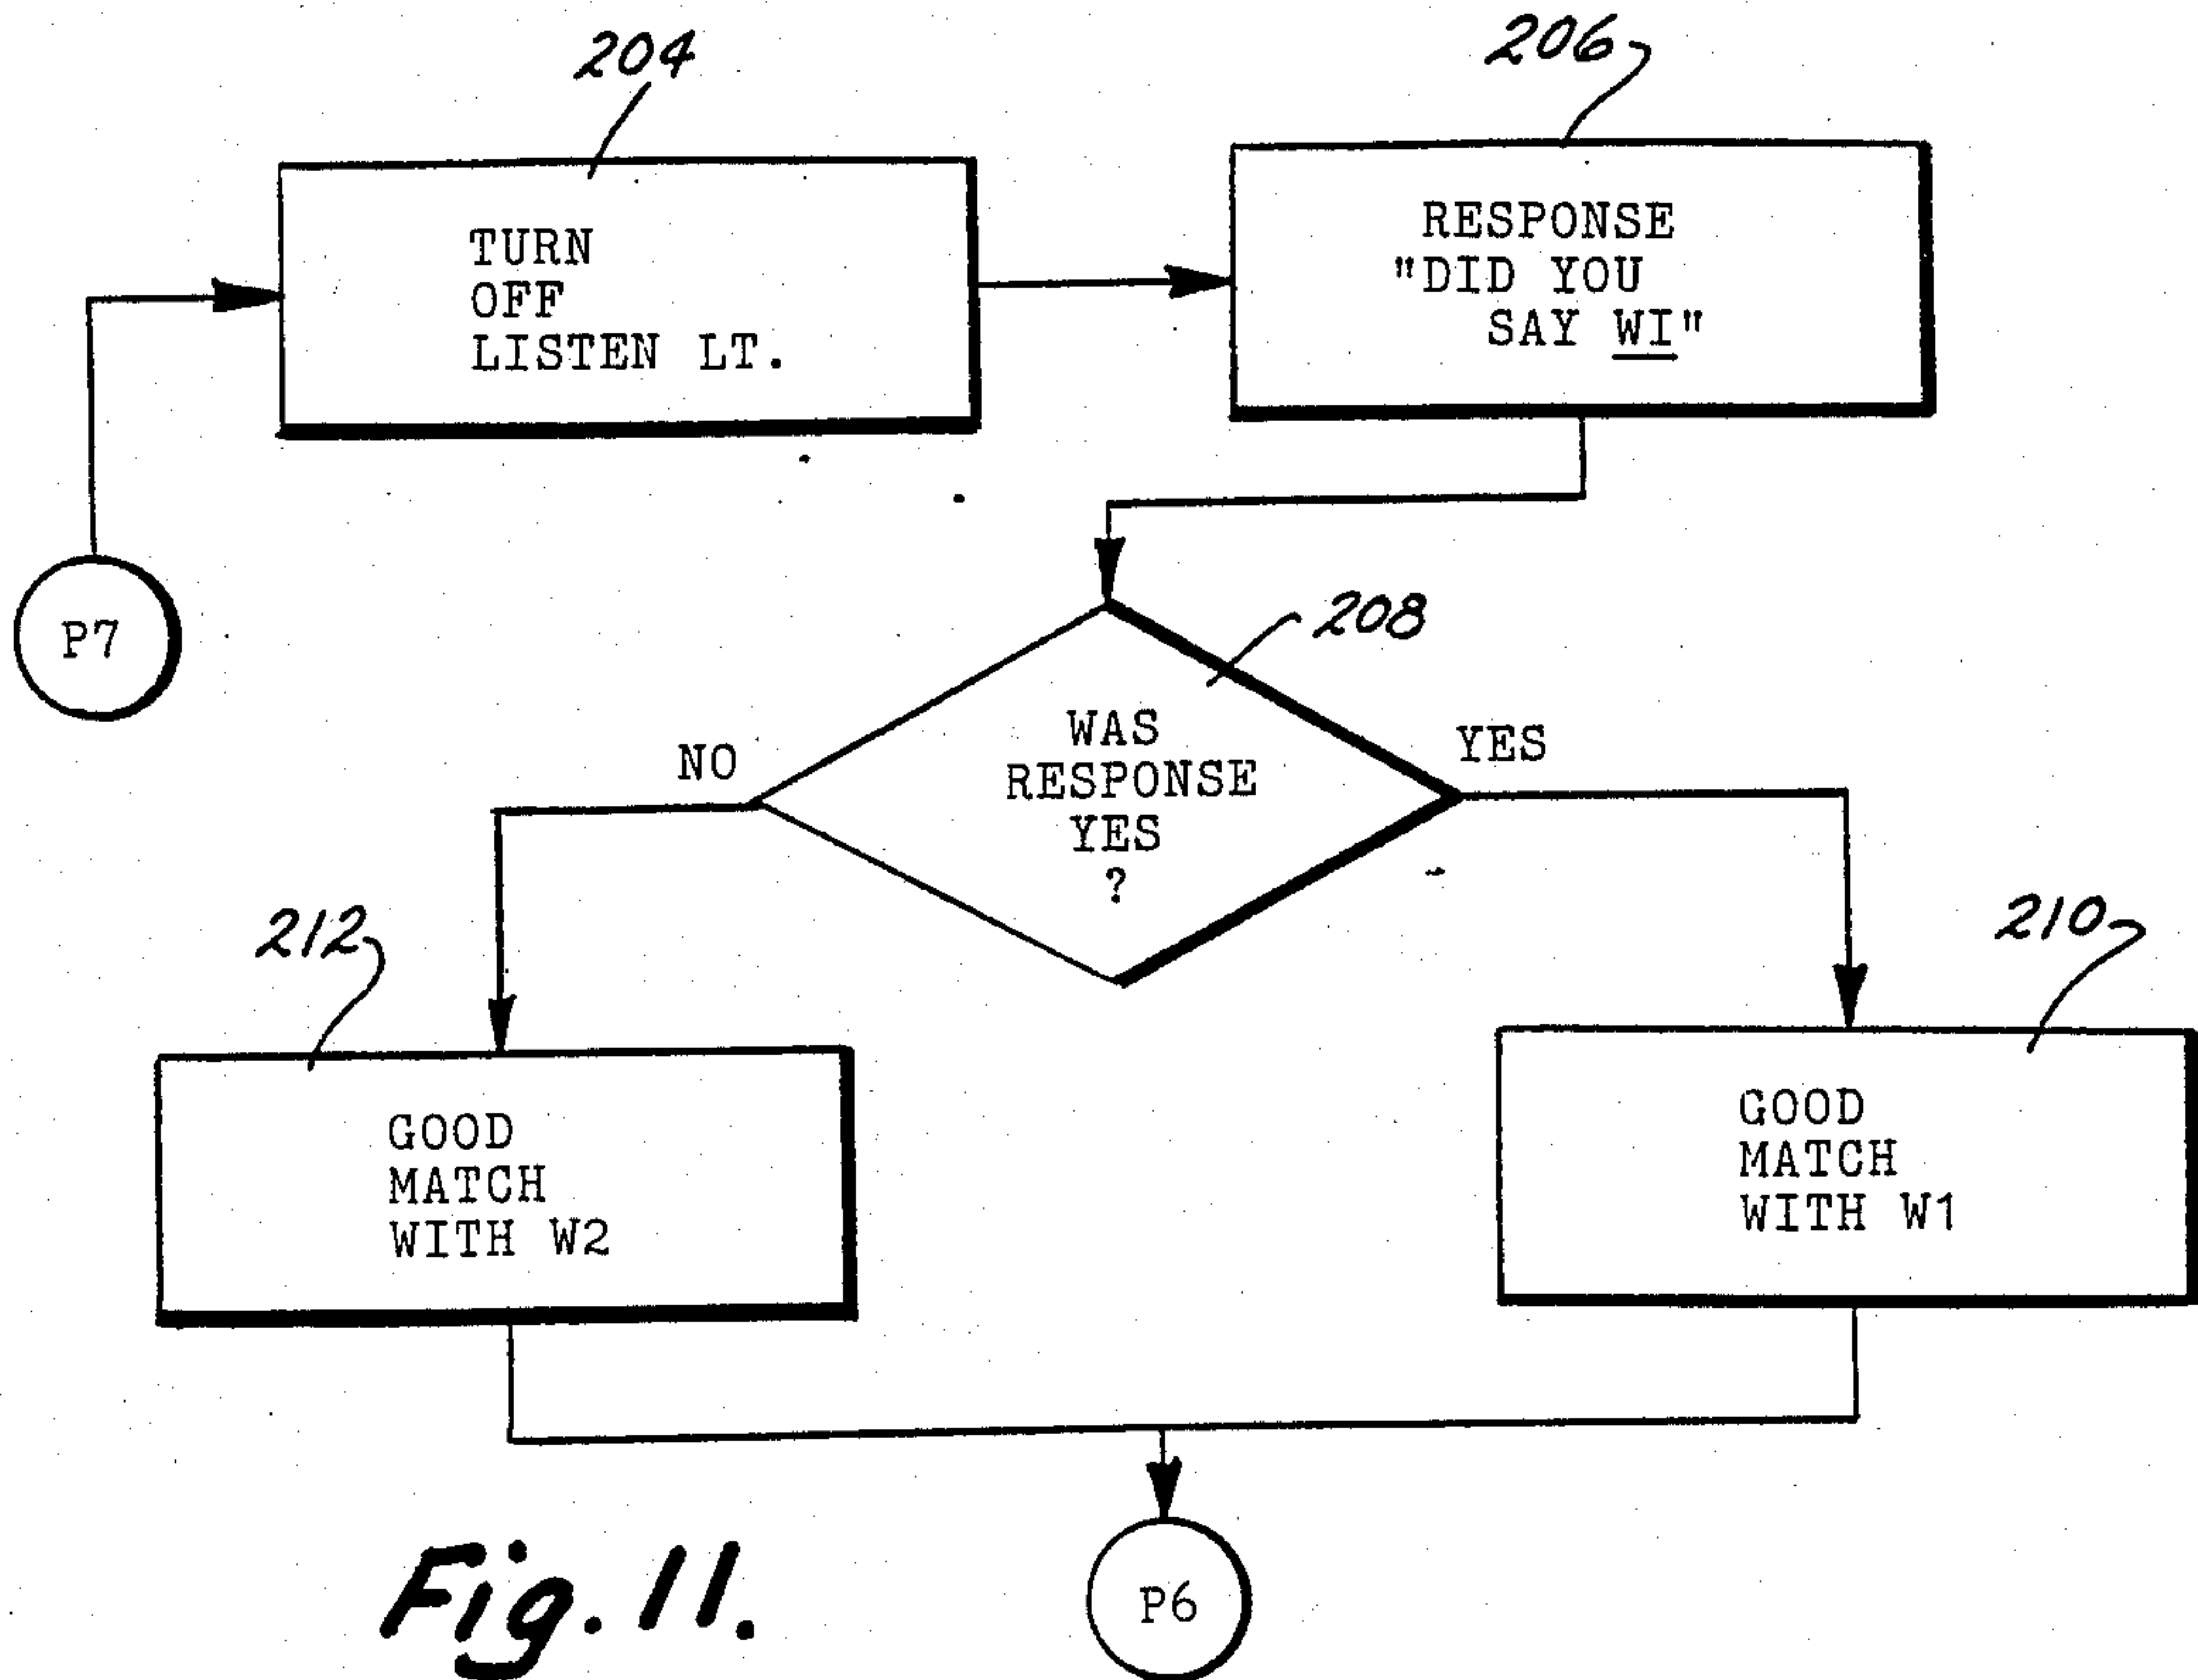 204
TURN
OFF
LISTEN LT.
206
RESPONSE
"DID YOU
SAY WI"
P7
208
WAS
RESPONSE
YES
?
NO
YES
212
GOOD
MATCH
WITH W2
210
GOOD
MATCH
WITH W1
P6
Fig. 11.